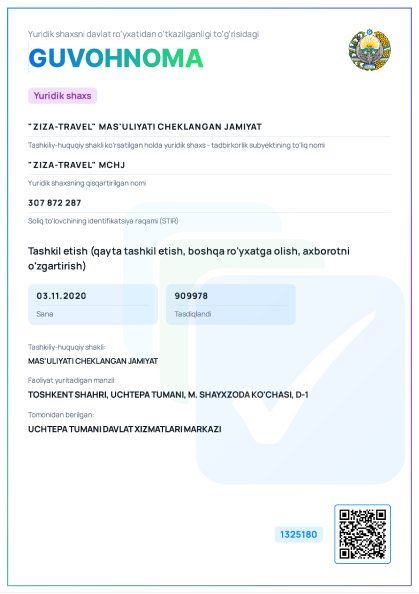 Yuridik shaxsni davlat ro'yxatidan o'tkazilganligi to'g'risidagi
GUVOHNOMA
Yuridik shaxs
"ZIZA-TRAVEL" MAS'ULIYATI CHEKLANGAN JAMIYAT
Tashkiliy-huquqiy shakli ko'rsatilgan holda yuridik shaxs - tadbirkorlik subyektining to'liq nomi
"ZIZA-TRAVEL" MCHJ
Yuridik shaxsning qisqartirilgan nomi
307 872 287
Soliq to'lovchining identifikatsiya raqami (STIR)
Tashkil etish (qayta tashkil etish, boshqa ro'yxatga olish, axborotni
o'zgartirish)
03.11.2020 909978
Sana Tasdiqlandi
Tashkiliy-huquqiy shakli:
MAS'ULIYATI CHEKLANGAN JAMIYAT
Faoliyat yuritadigan manzil:
TOSHKENT SHAHRI, UCHTEPA TUMANI, M. SHAYXZODA KO'CHASI, D-1
Tomonidan berilgan:
UCHTEPA TUMANI DAVLAT XIZMATLARI MARKAZI
1325180